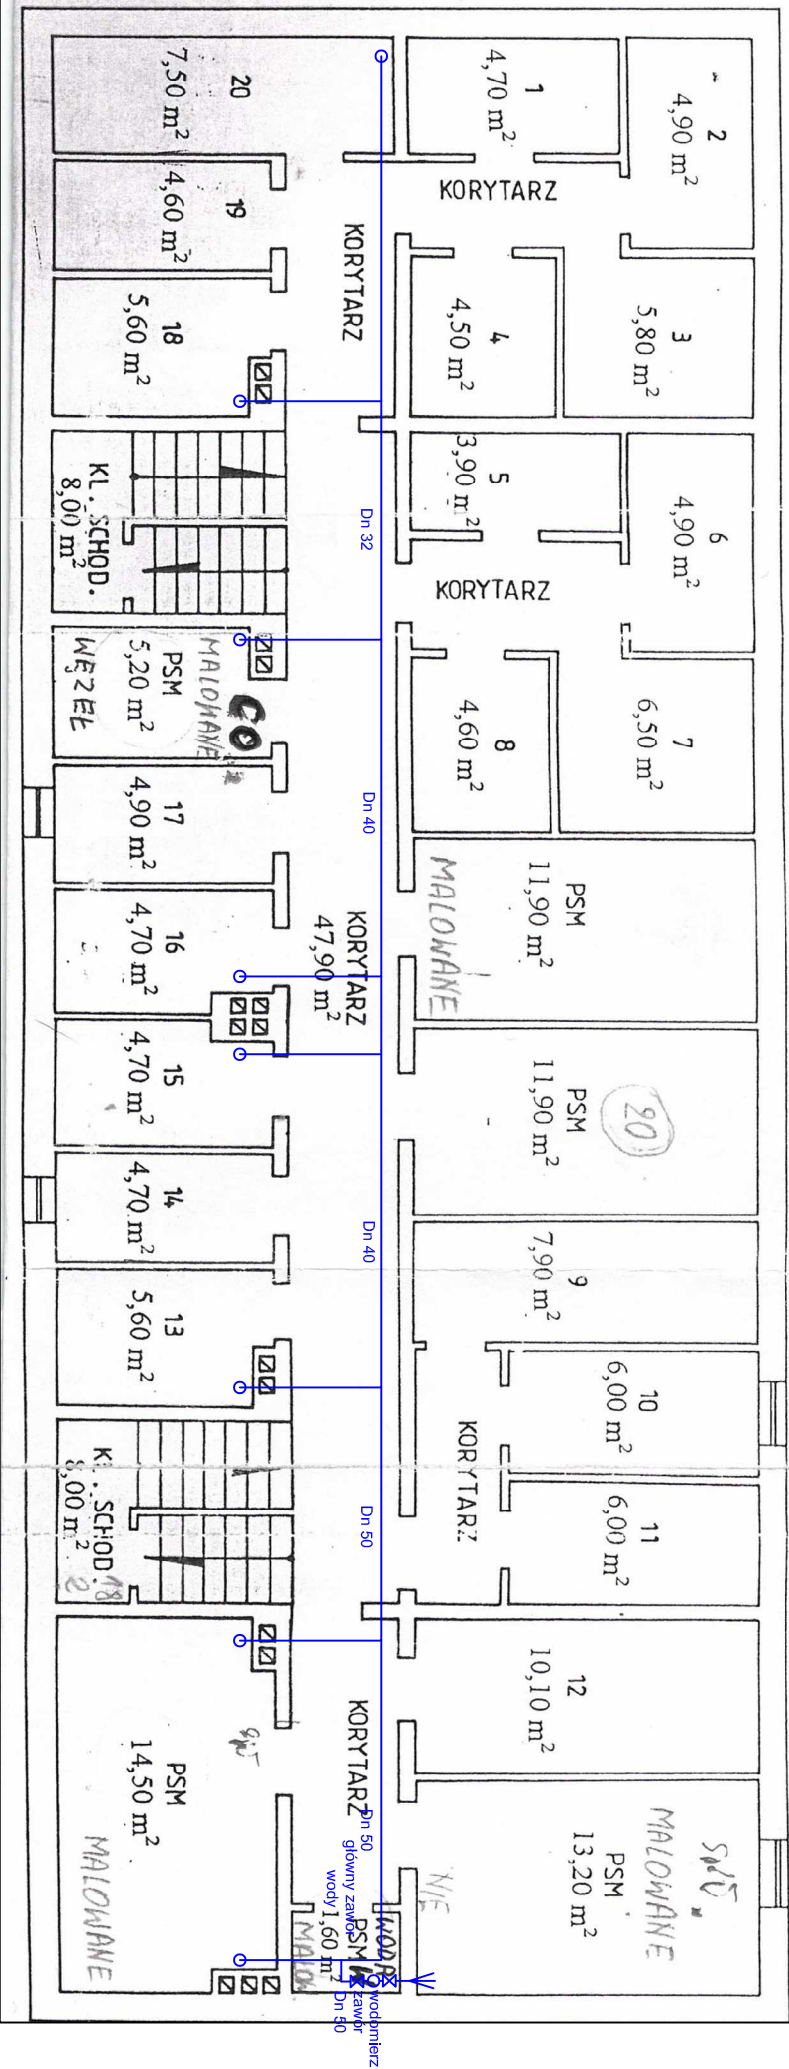 20
7,50 m²
1
4,70 m²
2
4,90 m²
KORYTARZ
19
4,60 m²
KORYTARZ
18
5,60 m²
4
4,50 m²
3
5,80 m²
KL. SCHOD.
8,00 m²
Dn 32
5
3,90 m²
6
4,90 m²
KORYTARZ
CO
MALOWANE
PSM
5,20 m²
WĘZEŁ
8
4,60 m²
7
6,50 m²
17
4,90 m²
Dn 40
PSM
11,90 m²
MALOWANE
16
4,70 m²
KORYTARZ
47,90 m²
15
4,70 m²
20
PSM
11,90 m²
14
4,70 m²
Dn 40
9
7,90 m²
13
5,60 m²
10
6,00 m²
KORYTARZ
KL. SCHOD.
8,00 m²
18
2
Dn 50
11
6,00 m²
12
10,10 m²
KORYTARZ
PSM
14,50 m²
MALOWANE
Dn 50
główny zawór
wody
MALOWANE
PSM
13,20 m²
NIE
WODA
PSM
1,60 m²
MALOW
wodomierz
zawór
Dn 50